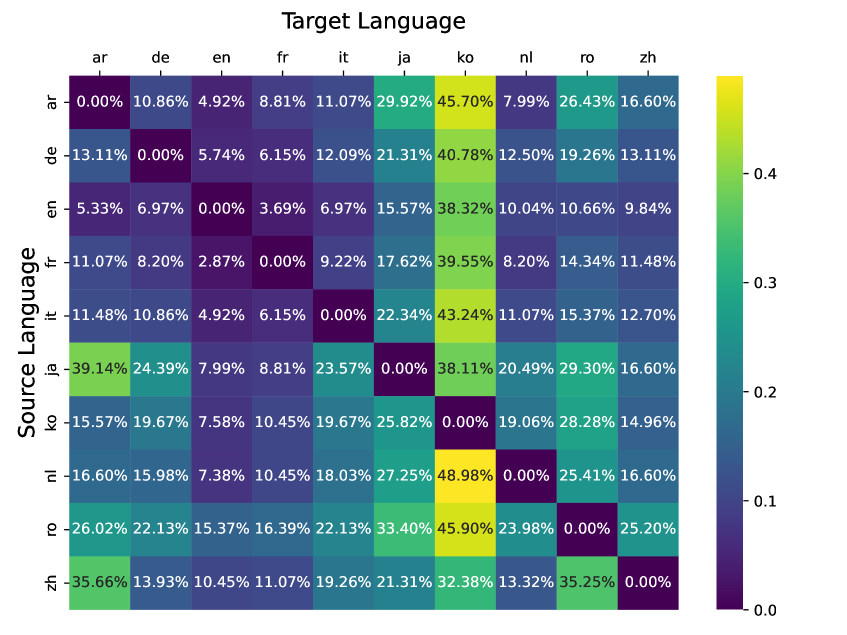 Target Language
ar de en fr it ja ko nl ro zh
Source Language
ar 0.00% 10.86% 4.92% 8.81% 11.07% 29.92% 45.70% 7.99% 26.43% 16.60%
de 13.11% 0.00% 5.74% 6.15% 12.09% 21.31% 40.78% 12.50% 19.26% 13.11%
en 5.33% 6.97% 0.00% 3.69% 6.97% 15.57% 38.32% 10.04% 10.66% 9.84%
fr 11.07% 8.20% 2.87% 0.00% 9.22% 17.62% 39.55% 8.20% 14.34% 11.48%
it 11.48% 10.86% 4.92% 6.15% 0.00% 22.34% 43.24% 11.07% 15.37% 12.70%
ja 39.14% 24.39% 7.99% 8.81% 23.57% 0.00% 38.11% 20.49% 29.30% 16.60%
ko 15.57% 19.67% 7.58% 10.45% 19.67% 25.82% 0.00% 19.06% 28.28% 14.96%
nl 16.60% 15.98% 7.38% 10.45% 18.03% 27.25% 48.98% 0.00% 25.41% 16.60%
ro 26.02% 22.13% 15.37% 16.39% 22.13% 33.40% 45.90% 23.98% 0.00% 25.20%
zh 35.66% 13.93% 10.45% 11.07% 19.26% 21.31% 32.38% 13.32% 35.25% 0.00%
0.4
0.3
0.2
0.1
0.0